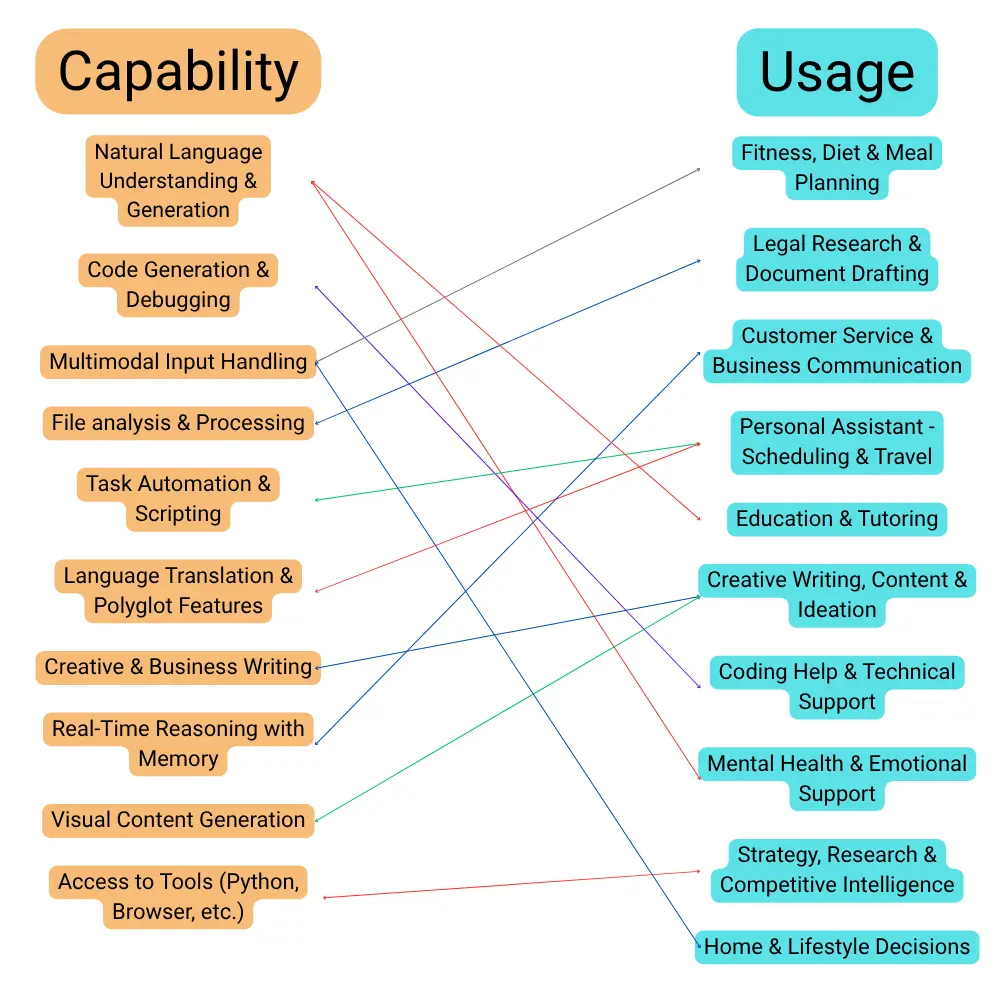 Capability
Natural Language
Understanding &
Generation
Code Generation &
Debugging
Multimodal Input Handling
File analysis & Processing
Task Automation &
Scripting
Language Translation &
Polyglot Features
Creative & Business Writing
Real-Time Reasoning with
Memory
Visual Content Generation
Access to Tools (Python,
Browser, etc.)
Usage
Fitness, Diet & Meal
Planning
Legal Research &
Document Drafting
Customer Service &
Business Communication
Personal Assistant -
Scheduling & Travel
Education & Tutoring
Creative Writing, Content &
Ideation
Coding Help & Technical
Support
Mental Health & Emotional
Support
Strategy, Research &
Competitive Intelligence
Home & Lifestyle Decisions